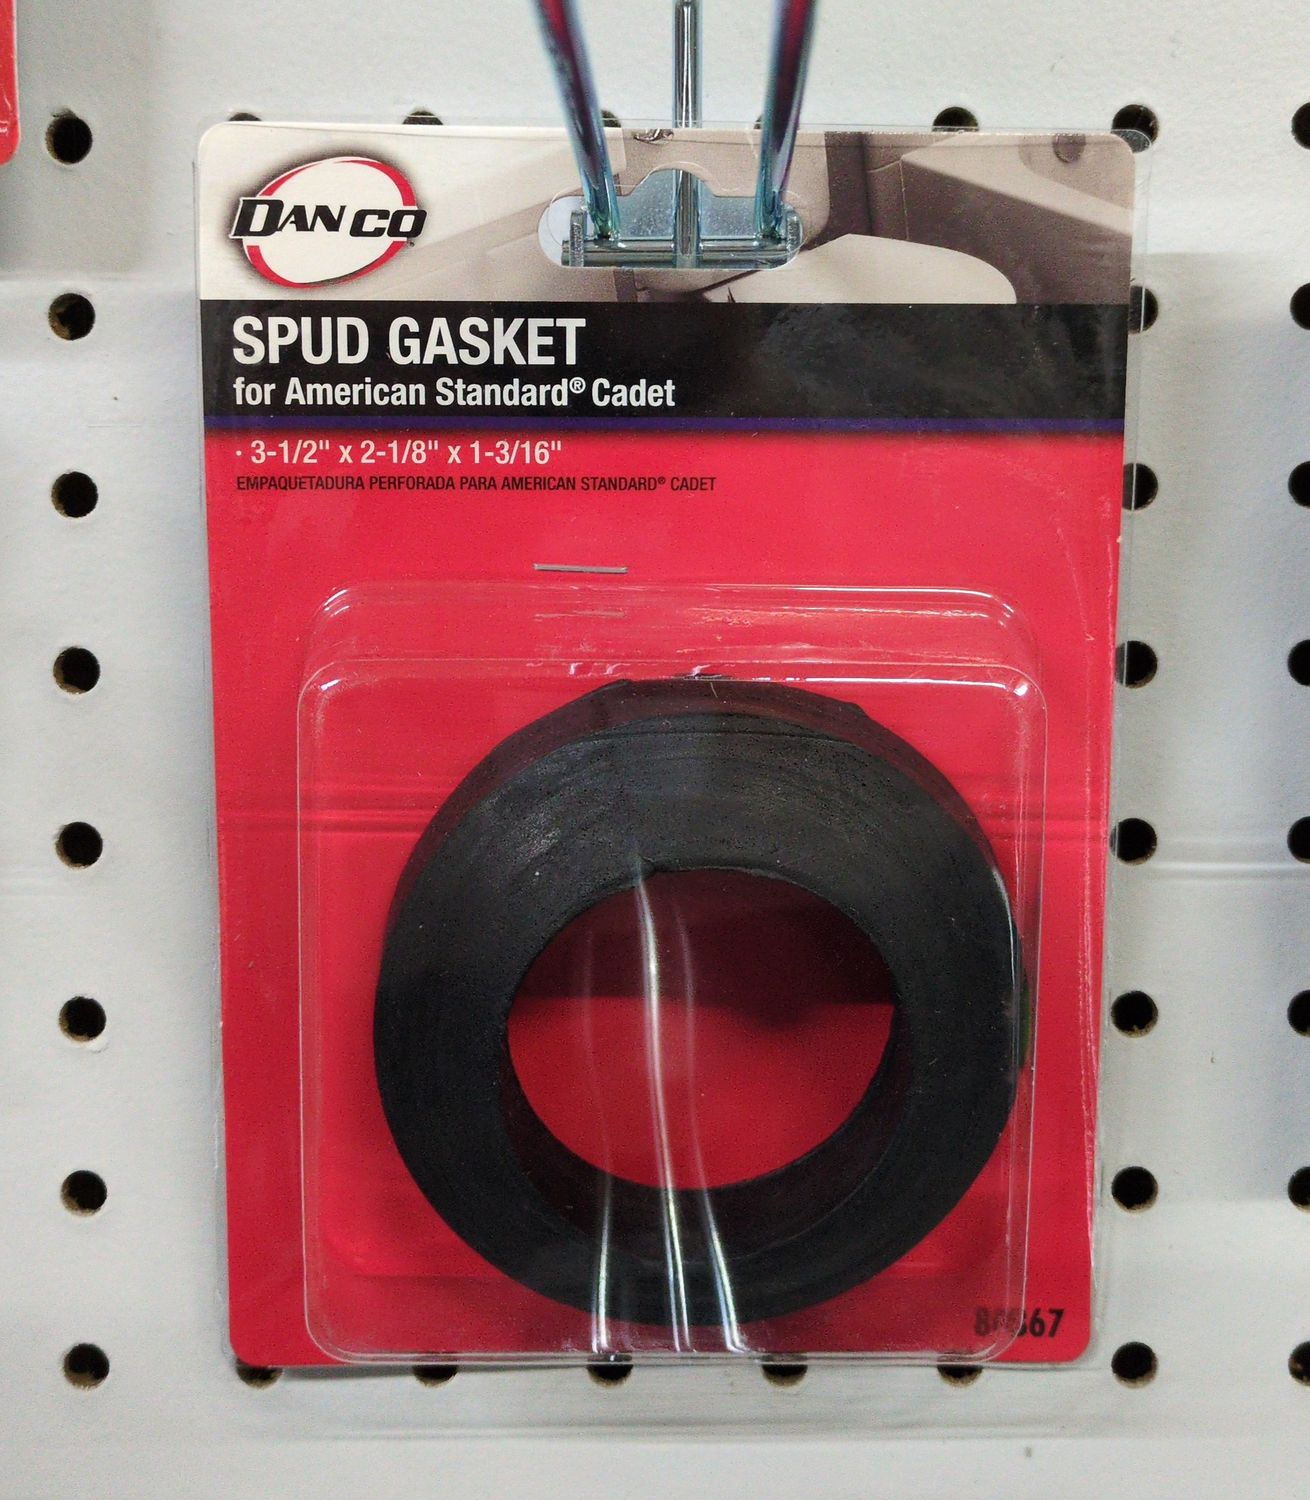 DANCO
SPUD GASKET
for American Standard® Cadet
· 3-1/2" x 2-1/8" x 1-3/16"
EMPAQUETADURA PERFORADA PARA AMERICAN STANDARD® CADET